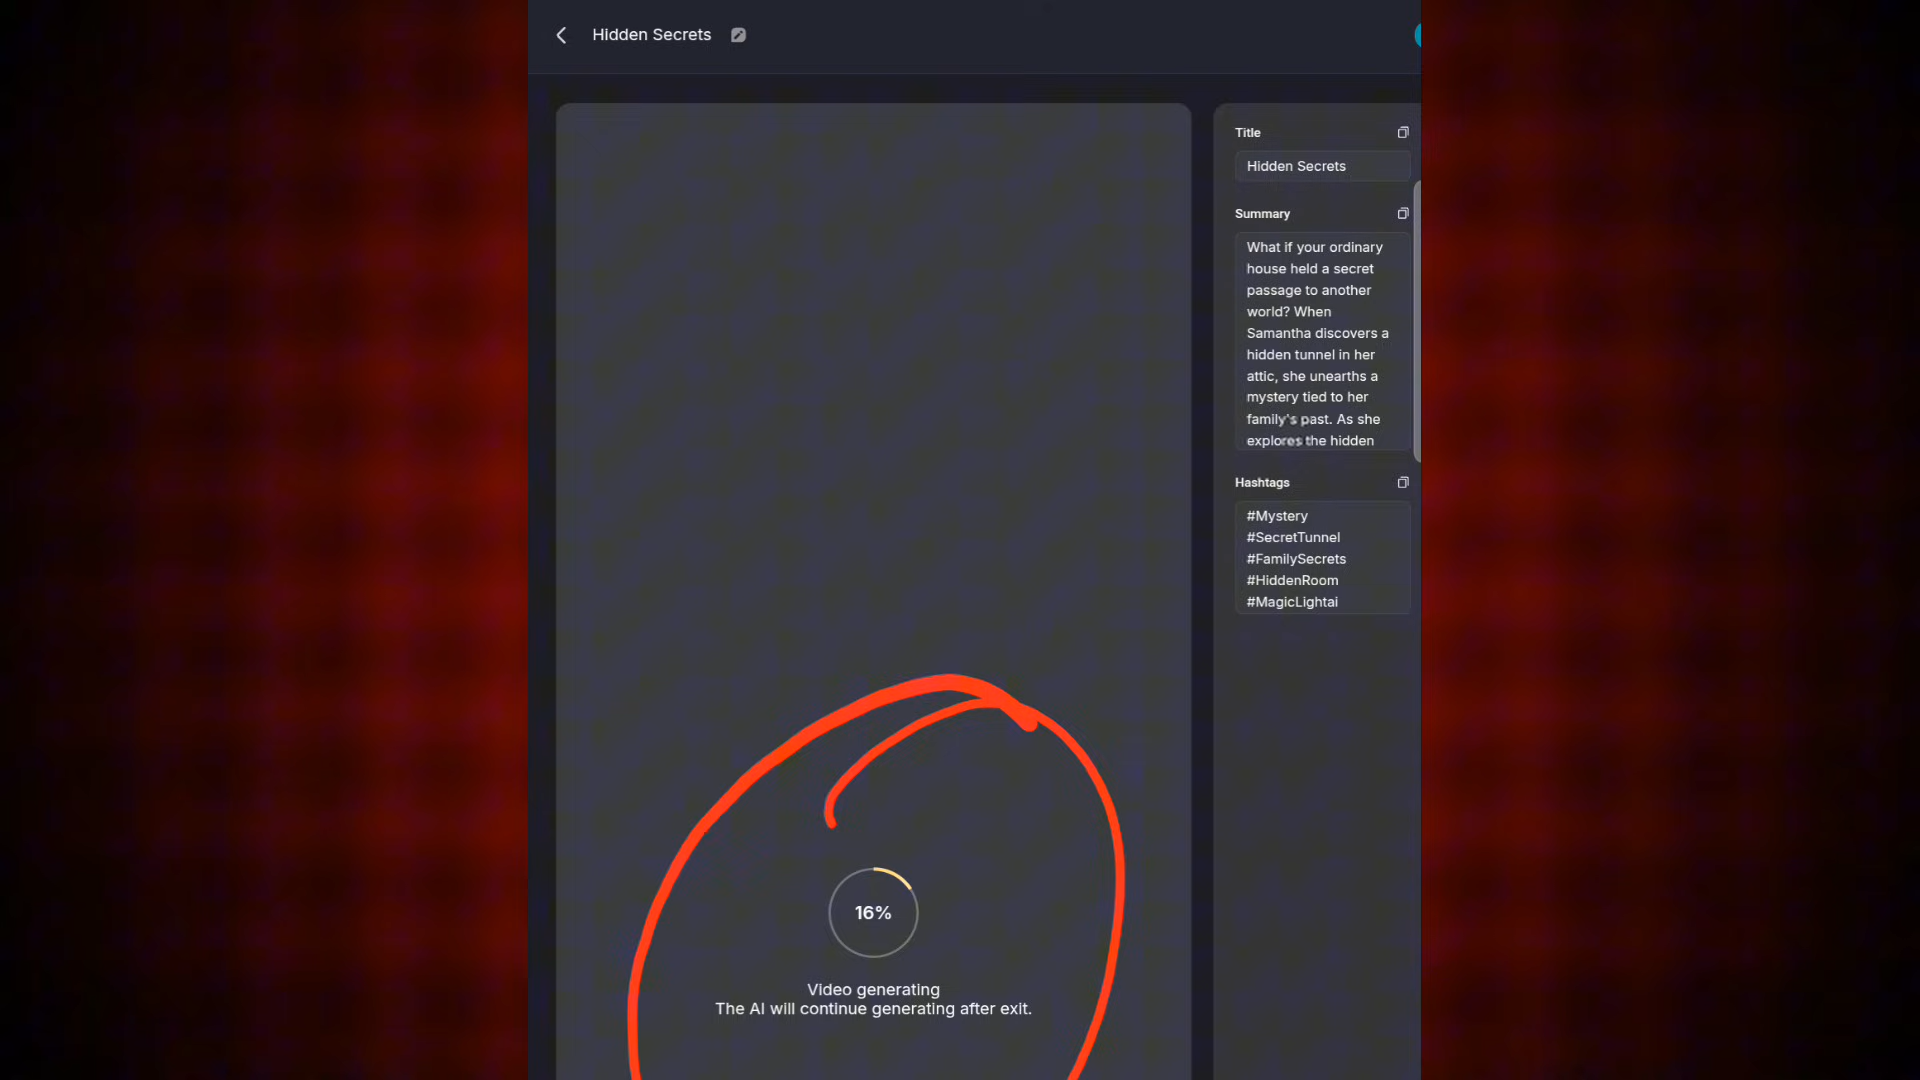 Hidden Secrets
Title
Hidden Secrets
Summary
What if your ordinary
house held a secret
passage to another
world? When
Samantha discovers a
hidden tunnel in her
attic, she unearths a
mystery tied to her
family's past. As she
explores the hidden
Hashtags
#Mystery
#SecretTunnel
#FamilySecrets
#HiddenRoom
#MagicLightai
16%
Video generating
The AI will continue generating after exit.